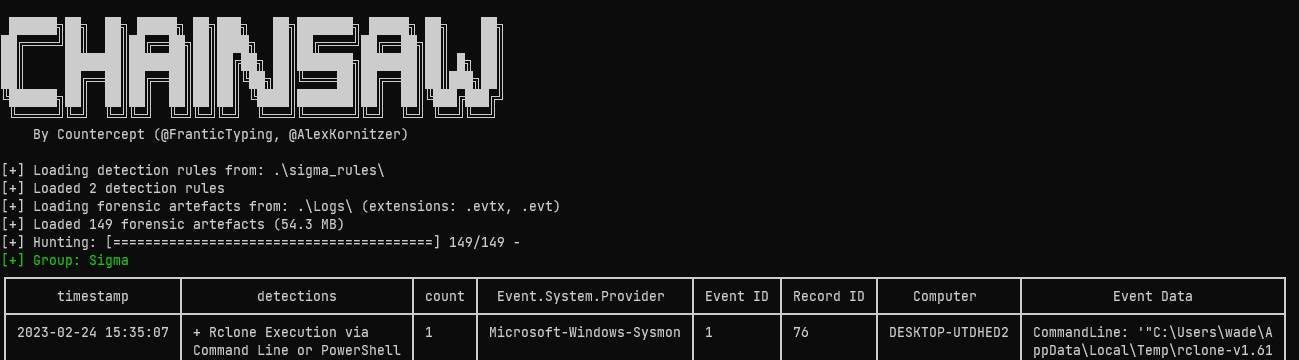 CHAINSAW
By Countercept (@FranticTyping, @AlexKornitzer)
[+] Loading detection rules from: .\sigma_rules\
[+] Loaded 2 detection rules
[+] Loading forensic artefacts from: .\Logs\ (extensions: .evtx, .evt)
[+] Loaded 149 forensic artefacts (54.3 MB)
[+] Hunting: [========================================] 149/149 -
[+] Group: Sigma
timestamp detections count Event.System.Provider Event ID Record ID Computer Event Data
2023-02-24 15:35:07 + Rclone Execution via 1 Microsoft-Windows-Sysmon 1 76 DESKTOP-UTDHED2 CommandLine: '"C:\Users\wade\A
Command Line or PowerShell ppData\Local\Temp\rclone-v1.61